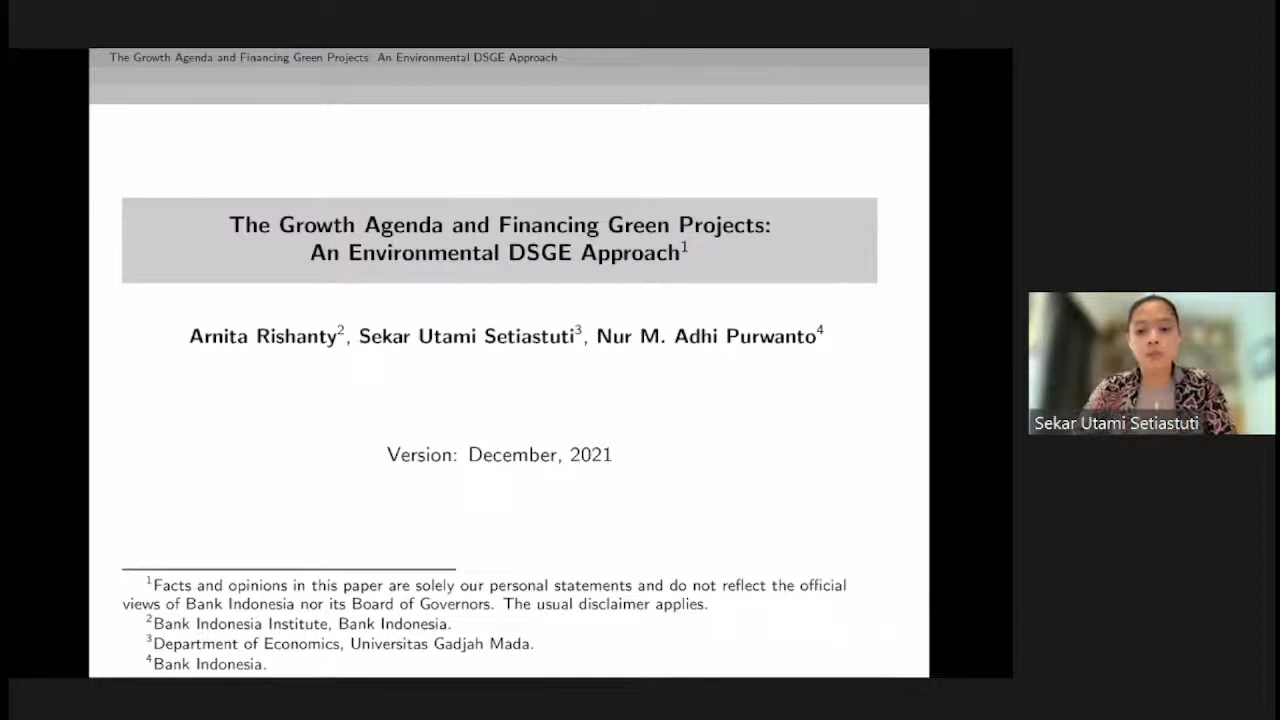 The Growth Agenda and Financing Green Projects: An Environmental DSGE Approach
The Growth Agenda and Financing Green Projects:
An Environmental DSGE Approach¹
Arnita Rishanty², Sekar Utami Setiastuti³, Nur M. Adhi Purwanto⁴
Version: December, 2021
¹Facts and opinions in this paper are solely our personal statements and do not reflect the official
views of Bank Indonesia nor its Board of Governors. The usual disclaimer applies.
²Bank Indonesia Institute, Bank Indonesia.
³Department of Economics, Universitas Gadjah Mada.
⁴Bank Indonesia.
Sekar Utami Setiastuti